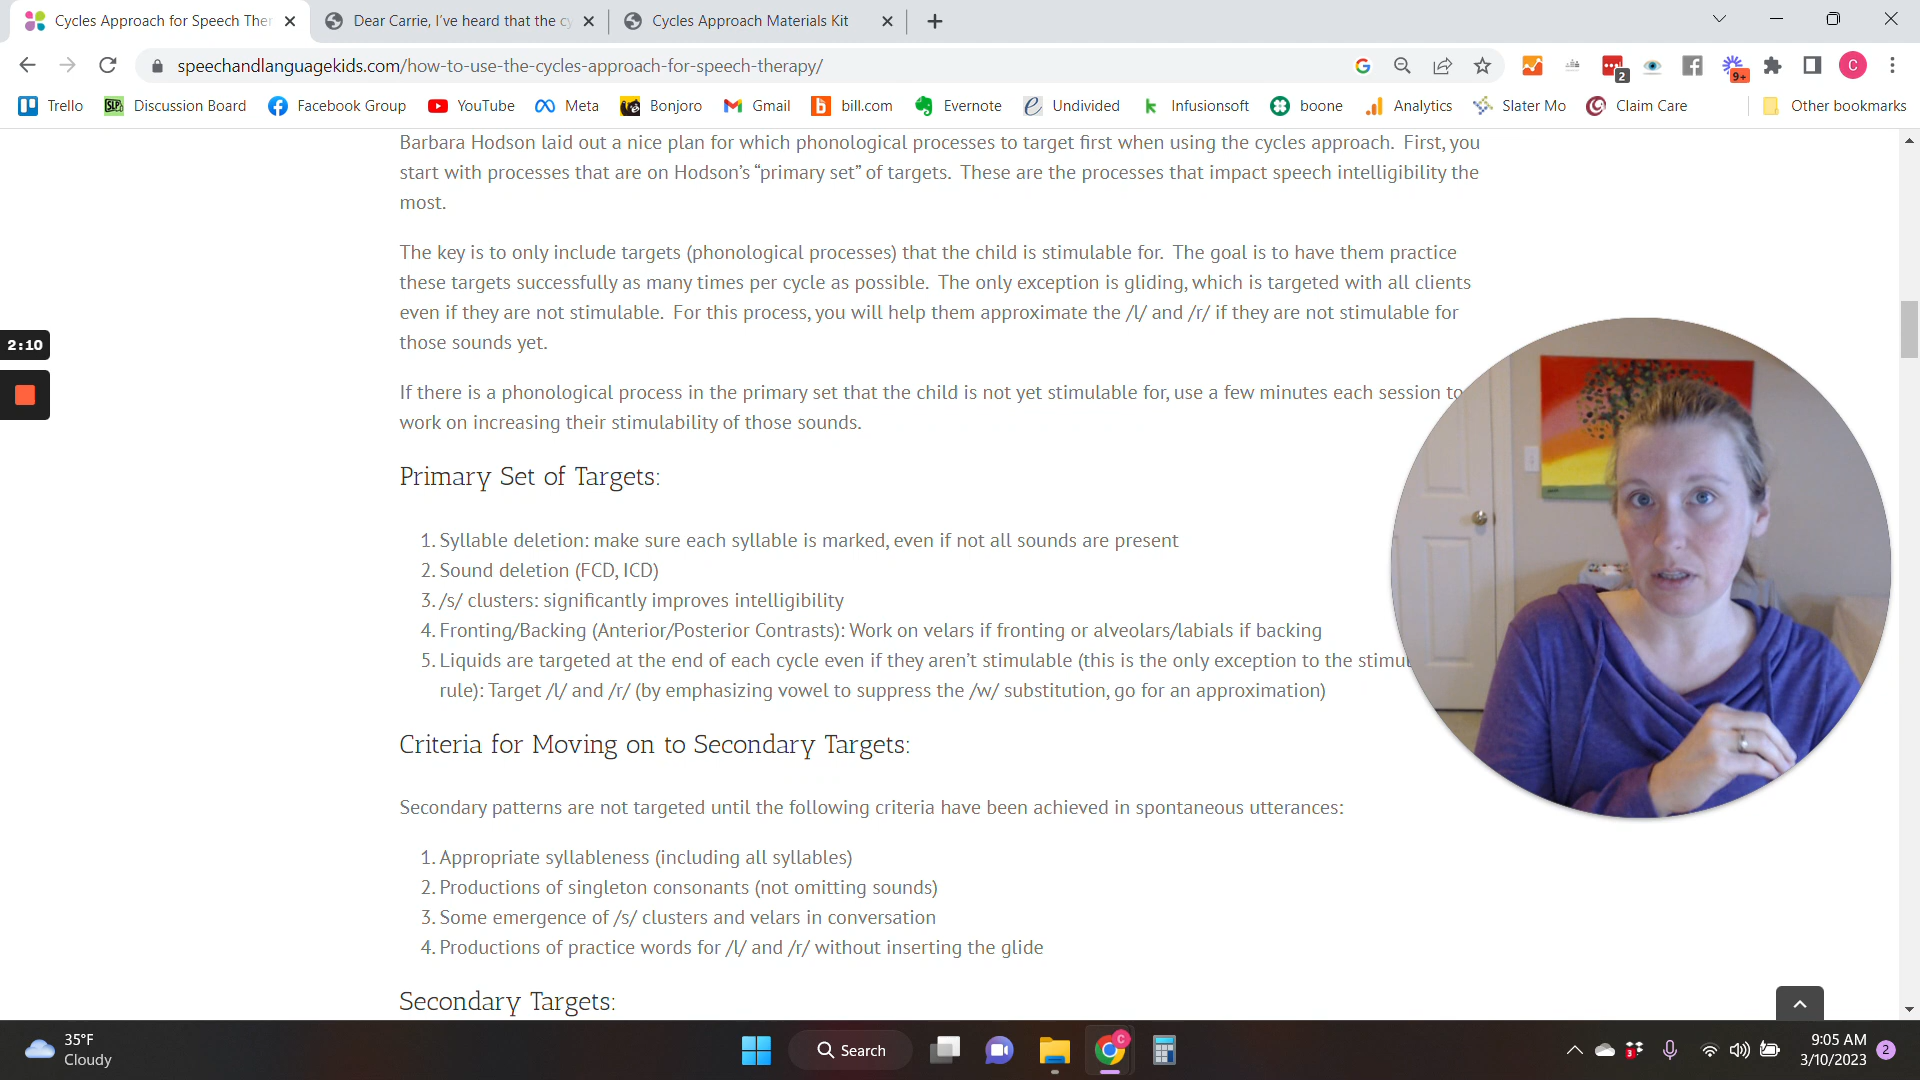 Cycles Approach for Speech Ther
Dear Carrie, I've heard that the cy
Cycles Approach Materials Kit
speechandlanguagekids.com/how-to-use-the-cycles-approach-for-speech-therapy/
2
9+
C
Trello
SLP
Discussion Board
Facebook Group
YouTube
Meta
Bonjoro
Gmail
bill.com
Evernote
Undivided
Infusionsoft
boone
Analytics
Slater Mo
Claim Care
Other bookmarks
Barbara Hodson laid out a nice plan for which phonological processes to target first when using the cycles approach. First, you
start with processes that are on Hodson's “primary set” of targets. These are the processes that impact speech intelligibility the
most.
The key is to only include targets (phonological processes) that the child is stimulable for. The goal is to have them practice
these targets successfully as many times per cycle as possible. The only exception is gliding, which is targeted with all clients
even if they are not stimulable. For this process, you will help them approximate the /l/ and /r/ if they are not stimulable for
those sounds yet.
2:10
If there is a phonological process in the primary set that the child is not yet stimulable for, use a few minutes each session to
work on increasing their stimulability of those sounds.
Primary Set of Targets:
1. Syllable deletion: make sure each syllable is marked, even if not all sounds are present
2. Sound deletion (FCD, ICD)
3. /s/ clusters: significantly improves intelligibility
4. Fronting/Backing (Anterior/Posterior Contrasts): Work on velars if fronting or alveolars/labials if backing
5. Liquids are targeted at the end of each cycle even if they aren't stimulable (this is the only exception to the stimu
rule): Target /l/ and /r/ (by emphasizing vowel to suppress the /w/ substitution, go for an approximation)
Criteria for Moving on to Secondary Targets:
Secondary patterns are not targeted until the following criteria have been achieved in spontaneous utterances:
1. Appropriate syllableness (including all syllables)
2. Productions of singleton consonants (not omitting sounds)
3. Some emergence of /s/ clusters and velars in conversation
4. Productions of practice words for /l/ and /r/ without inserting the glide
Secondary Targets:
35°F
Cloudy
Search
C
3
9:05 AM
3/10/2023
2